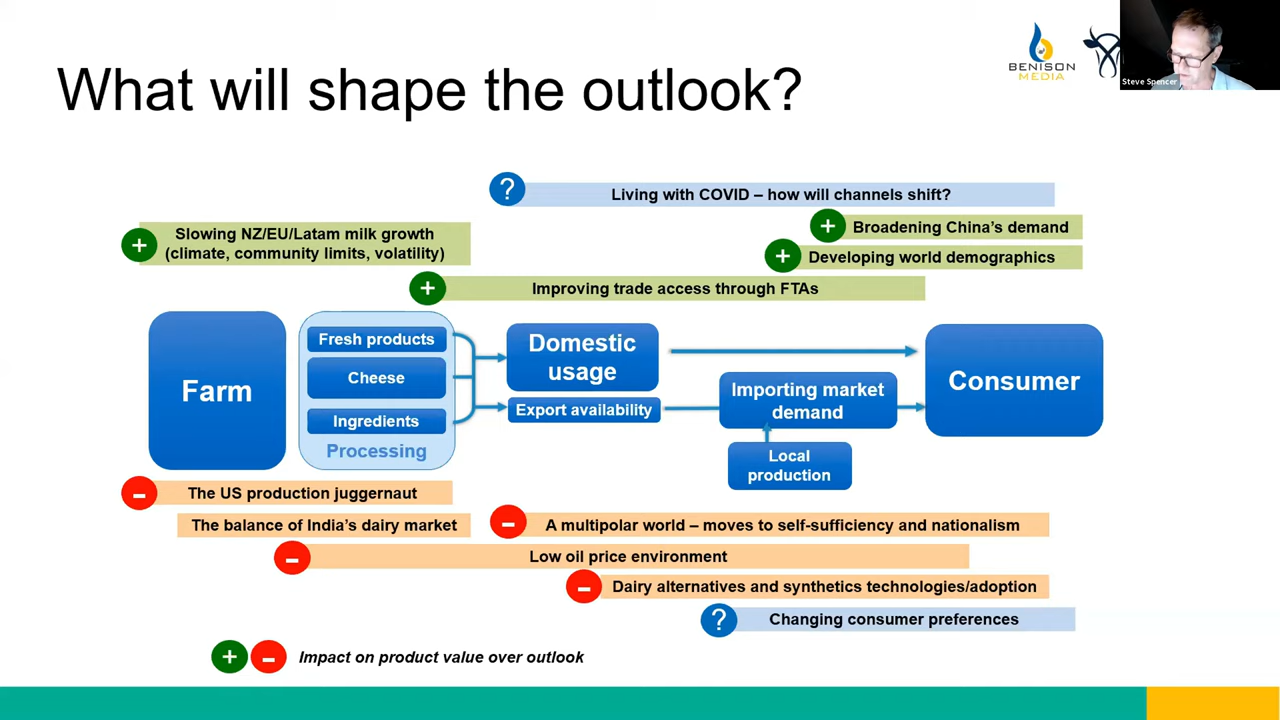 BENISON
MEDIA
Steve Spencer
What will shape the outlook?
?
Living with COVID – how will channels shift?
+
Broadening China's demand
+
Slowing NZ/EU/Latam milk growth
(climate, community limits, volatility)
+
Developing world demographics
+
Improving trade access through FTAs
Farm
Fresh products
Cheese
Ingredients
Processing
Domestic
usage
Export availability
Importing market
demand
Local
production
Consumer
-
The US production juggernaut
The balance of India's dairy market
-
A multipolar world – moves to self-sufficiency and nationalism
-
Low oil price environment
-
Dairy alternatives and synthetics technologies/adoption
?
Changing consumer preferences
+ -
Impact on product value over outlook